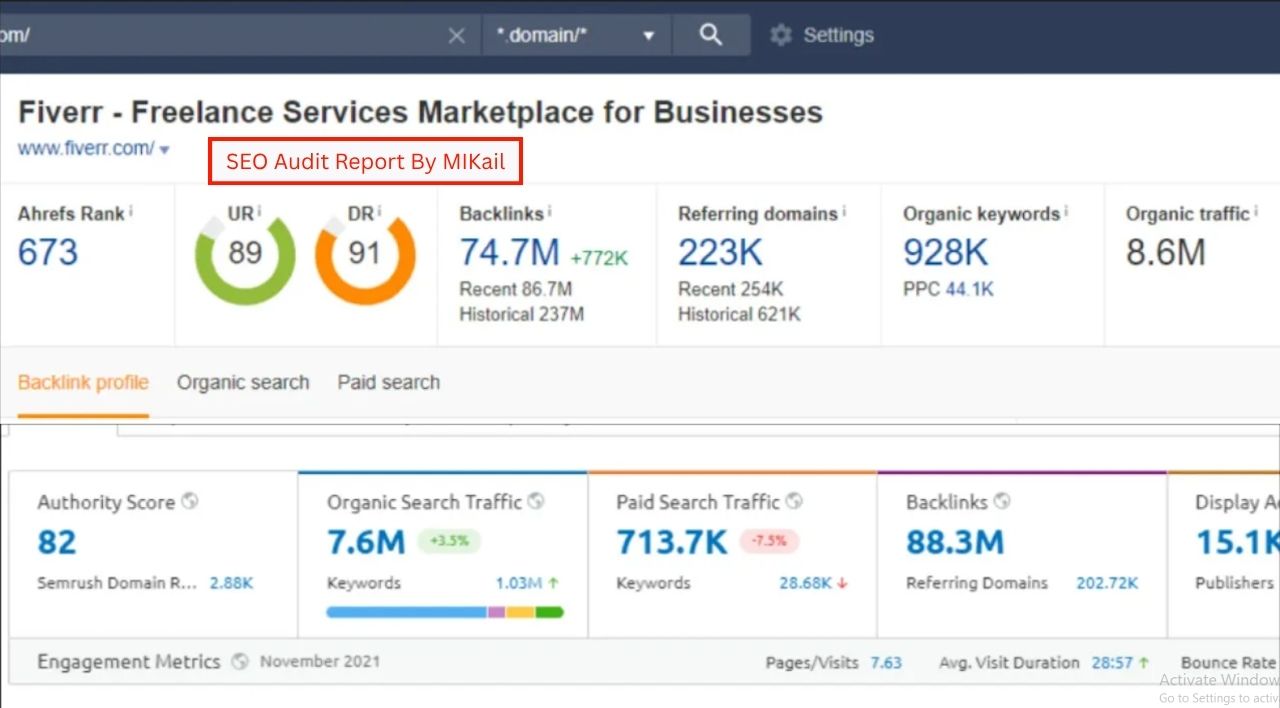 om/ *.domain/* Settings
Fiverr - Freelance Services Marketplace for Businesses
www.fiverr.com/
SEO Audit Report By MIKail
Ahrefs Rank i UR i DR i Backlinks i Referring domains i Organic keywords i Organic traffic i
673 89 91 74.7M +772K 223K 928K 8.6M
Recent 86.7M Recent 254K PPC 44.1K
Historical 237M Historical 621K
Backlink profile Organic search Paid search
Authority Score Organic Search Traffic Paid Search Traffic Backlinks Display Ad
82 7.6M +3.5% 713.7K -7.5% 88.3M 15.1K
Semrush Domain R... 2.88K Keywords 1.03M ↑ Keywords 28.68K ↓ Referring Domains 202.72K Publishers
Engagement Metrics November 2021 Pages/Visits 7.63 Avg. Visit Duration 28:57 ↑ Bounce Rate
Activate Window
Go to Settings to activ